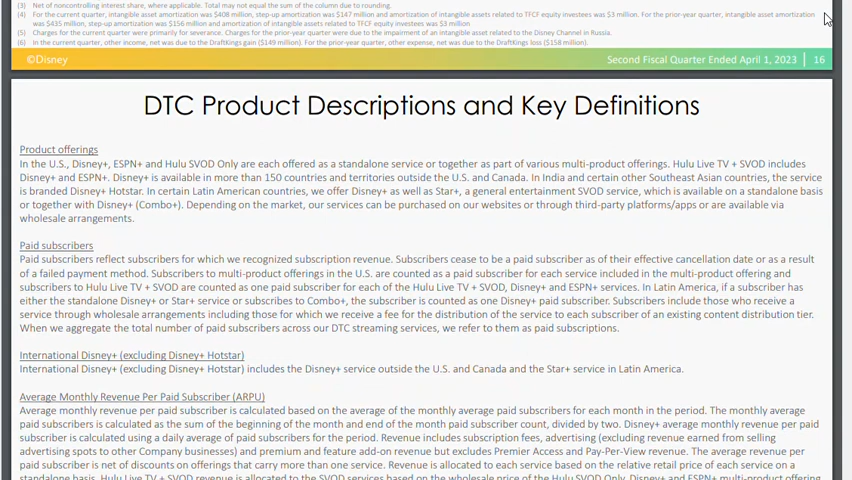 (3) Net of noncontrolling interest share, where applicable. Total may not equal the sum of the column due to rounding.
(4) For the current quarter, intangible asset amortization was $408 million, step-up amortization was $147 million and amortization of intangible assets related to TFCF equity investees was $3 million. For the prior-year quarter, intangible asset amortization
was $435 million, step-up amortization was $156 million and amortization of intangible assets related to TFCF equity investees was $3 million
(5) Charges for the current quarter were primarily for severance. Charges for the prior-year quarter were due to the impairment of an intangible asset related to the Disney Channel in Russia.
(6) In the current quarter, other income, net was due to the DraftKings gain ($149 million). For the prior-year quarter, other expense, net was due to the DraftKings loss ($158 million).
©Disney
Second Fiscal Quarter Ended April 1, 2023 | 16
DTC Product Descriptions and Key Definitions
Product offerings
In the U.S., Disney+, ESPN+ and Hulu SVOD Only are each offered as a standalone service or together as part of various multi-product offerings. Hulu Live TV + SVOD includes
Disney+ and ESPN+. Disney+ is available in more than 150 countries and territories outside the U.S. and Canada. In India and certain other Southeast Asian countries, the service
is branded Disney+ Hotstar. In certain Latin American countries, we offer Disney+ as well as Star+, a general entertainment SVOD service, which is available on a standalone basis
or together with Disney+ (Combo+). Depending on the market, our services can be purchased on our websites or through third-party platforms/apps or are available via
wholesale arrangements.
Paid subscribers
Paid subscribers reflect subscribers for which we recognized subscription revenue. Subscribers cease to be a paid subscriber as of their effective cancellation date or as a result
of a failed payment method. Subscribers to multi-product offerings in the U.S. are counted as a paid subscriber for each service included in the multi-product offering and
subscribers to Hulu Live TV + SVOD are counted as one paid subscriber for each of the Hulu Live TV + SVOD, Disney+ and ESPN+ services. In Latin America, if a subscriber has
either the standalone Disney+ or Star+ service or subscribes to Combo+, the subscriber is counted as one Disney+ paid subscriber. Subscribers include those who receive a
service through wholesale arrangements including those for which we receive a fee for the distribution of the service to each subscriber of an existing content distribution tier.
When we aggregate the total number of paid subscribers across our DTC streaming services, we refer to them as paid subscriptions.
International Disney+ (excluding Disney+ Hotstar)
International Disney+ (excluding Disney+ Hotstar) includes the Disney+ service outside the U.S. and Canada and the Star+ service in Latin America.
Average Monthly Revenue Per Paid Subscriber (ARPU)
Average monthly revenue per paid subscriber is calculated based on the average of the monthly average paid subscribers for each month in the period. The monthly average
paid subscribers is calculated as the sum of the beginning of the month and end of the month paid subscriber count, divided by two. Disney+ average monthly revenue per paid
subscriber is calculated using a daily average of paid subscribers for the period. Revenue includes subscription fees, advertising (excluding revenue earned from selling
advertising spots to other Company businesses) and premium and feature add-on revenue but excludes Premier Access and Pay-Per-View revenue. The average revenue per
paid subscriber is net of discounts on offerings that carry more than one service. Revenue is allocated to each service based on the relative retail price of each service on a
standalone basis. Hulu Live TV + SVOD revenue is allocated to the SVOD services based on the wholesale price of the Hulu SVOD Only, Disney+ and ESPN+ multi-product offering